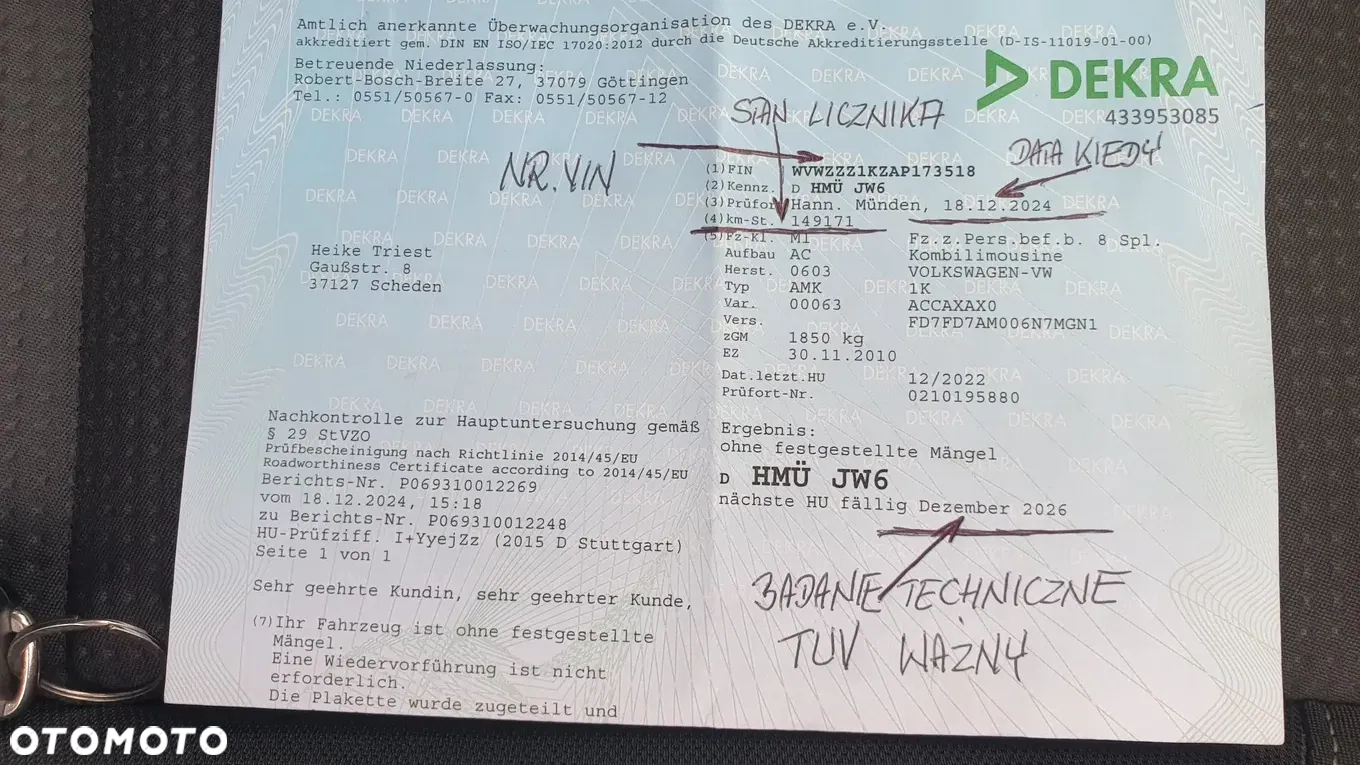 Amtlich anerkannte Überwachungsorganisation des DEKRA e.V.
akkreditiert gem. DIN EN ISO/IEC 17020:2012 durch die Deutsche Akkreditierungsstelle (D-IS-11019-01-00)
Betreuende Niederlassung:
Robert-Bosch-Breite 27, 37079 Göttingen
Tel.: 0551/50567-0 Fax: 0551/50567-12
DEKRA
433953085
STAN LICZNIKA
DATA KIEDY
NR. VIN
(1) FIN WVWZZZ1KZAP173518
(2) Kennz. D HMÜ JW6
(3) Prüfort Hann. Münden, 18.12.2024
(4) km-St. 149171
(5) Fz-Kl. M1 Fz.z.Pers.bef.b. 8 Spl.
Aufbau AC Kombilimousine
Herst. 0603 VOLKSWAGEN-VW
Typ AMK 1K
Var. 00063 ACCAXAX0
Vers. FD7FD7AM006N7MGN1
zGM 1850 kg
EZ 30.11.2010
Dat.letzt.HU 12/2022
Prüfort-Nr. 0210195880
Heike Triest
Gaußstr. 8
37127 Scheden
Nachkontrolle zur Hauptuntersuchung gemäß
§ 29 StVZO
Prüfbescheinigung nach Richtlinie 2014/45/EU
Roadworthiness Certificate according to 2014/45/EU
Berichts-Nr. P069310012269
vom 18.12.2024, 15:18
zu Berichts-Nr. P069310012248
HU-Prüfziff. I+YyejZz (2015 D Stuttgart)
Seite 1 von 1
Ergebnis:
ohne festgestellte Mängel
D HMÜ JW6
nächste HU fällig Dezember 2026
BADANIE TECHNICZNE
TUV WAŻNY
Sehr geehrte Kundin, sehr geehrter Kunde,
(7) Ihr Fahrzeug ist ohne festgestellte
Mängel.
Eine Wiedervorführung ist nicht
erforderlich.
Die Plakette wurde zugeteilt und
OTOMOTO